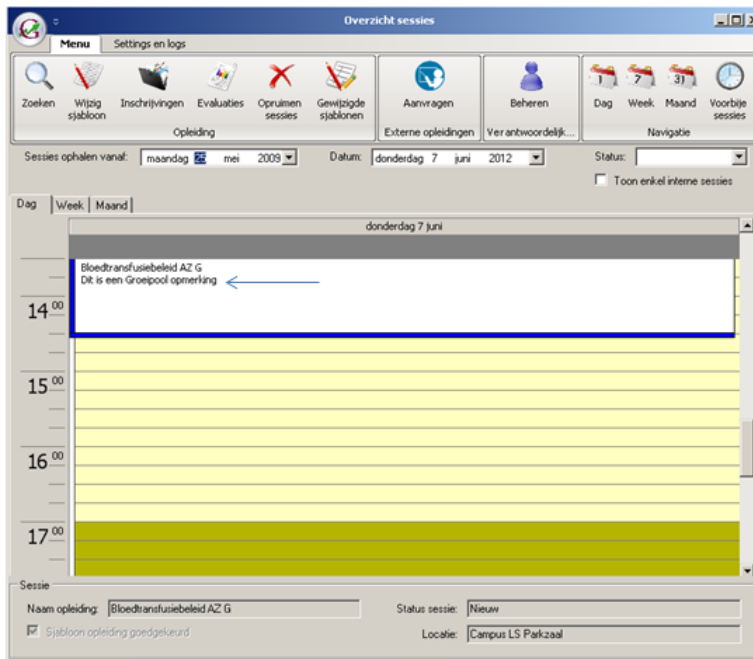 Overzicht sessies
Menu Settings en logs
Zoeken Wijzig sjabloon Inschrijvingen Evaluaties Opruimen sessies Gewijzigde sjablonen Aanvragen Beheren Dag Week Maand Voorbije sessies
Opleiding Externe opleidingen Verantwoordelijk... Navigatie
Sessies ophalen vanaf: maandag 25 mei 2009 Datum: donderdag 7 juni 2012 Status:
Toon enkel interne sessies
Dag Week Maand
donderdag 7 juni
Bloedtransfusiebeleid AZ G
Dit is een Groeipool opmerking
14 00
15 00
16 00
17 00
Sessie
Naam opleiding: Bloedtransfusiebeleid AZ G Status sessie: Nieuw
Sjabloon opleiding goedgekeurd Locatie: Campus LS Parkzaal